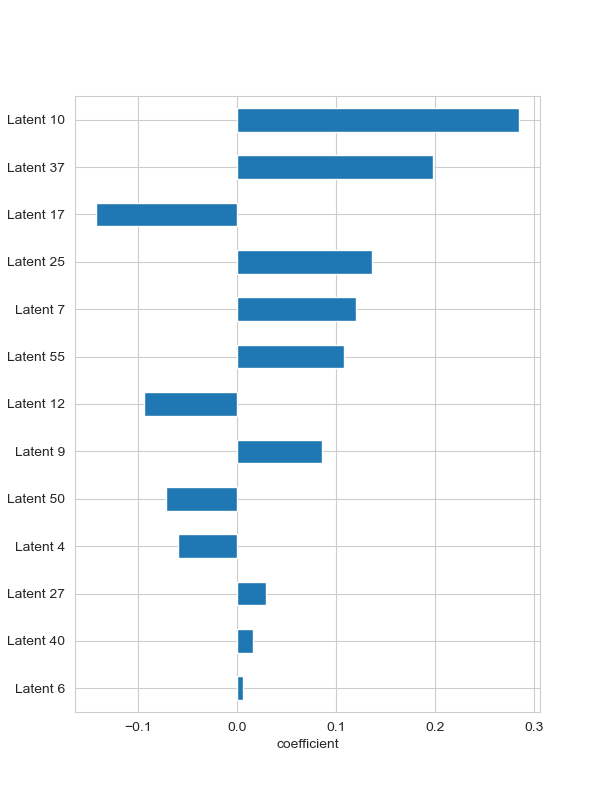 Latent 10
Latent 37
Latent 17
Latent 25
Latent 7
Latent 55
Latent 12
Latent 9
Latent 50
Latent 4
Latent 27
Latent 40
Latent 6
−0.1 0.0 0.1 0.2 0.3
coefficient